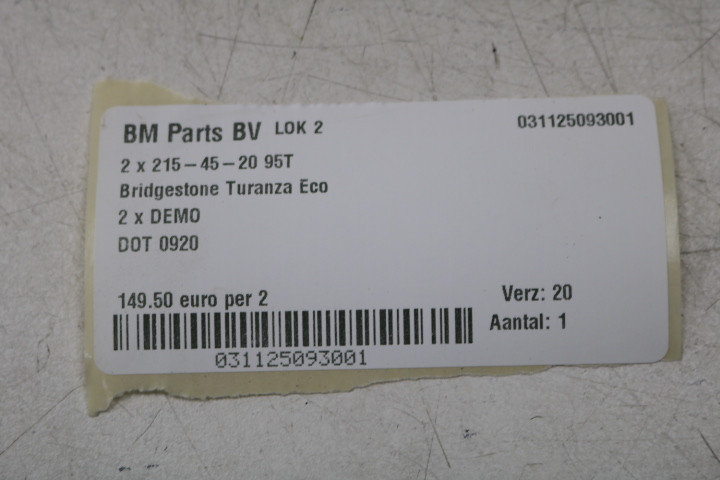 BM Parts BV LOK 2 031125093001
2 x 215-45-20 95T
Bridgestone Turanza Eco
2 x DEMO
DOT 0920
149.50 euro per 2 Verz: 20
Aantal: 1
031125093001